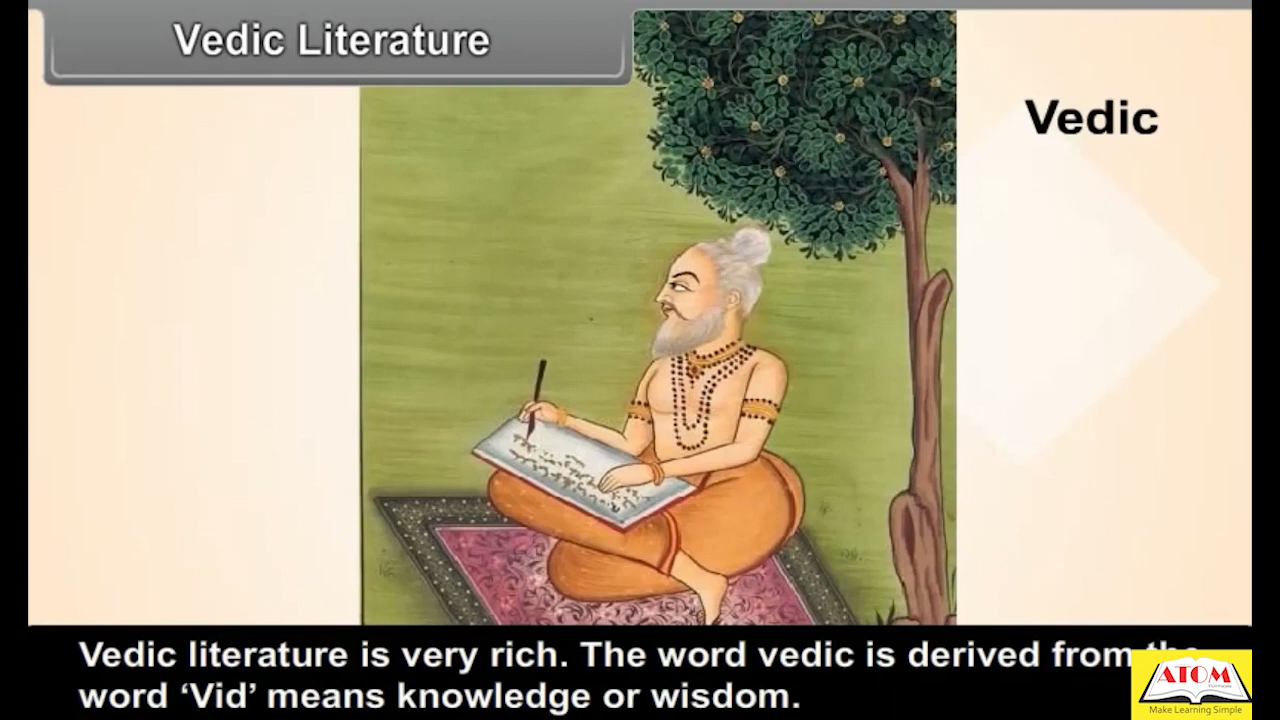 Vedic Literature
Vedic
Vedic literature is very rich. The word vedic is derived from the
word ‘Vid’ means knowledge or wisdom.
ATOM
Make Learning Simple